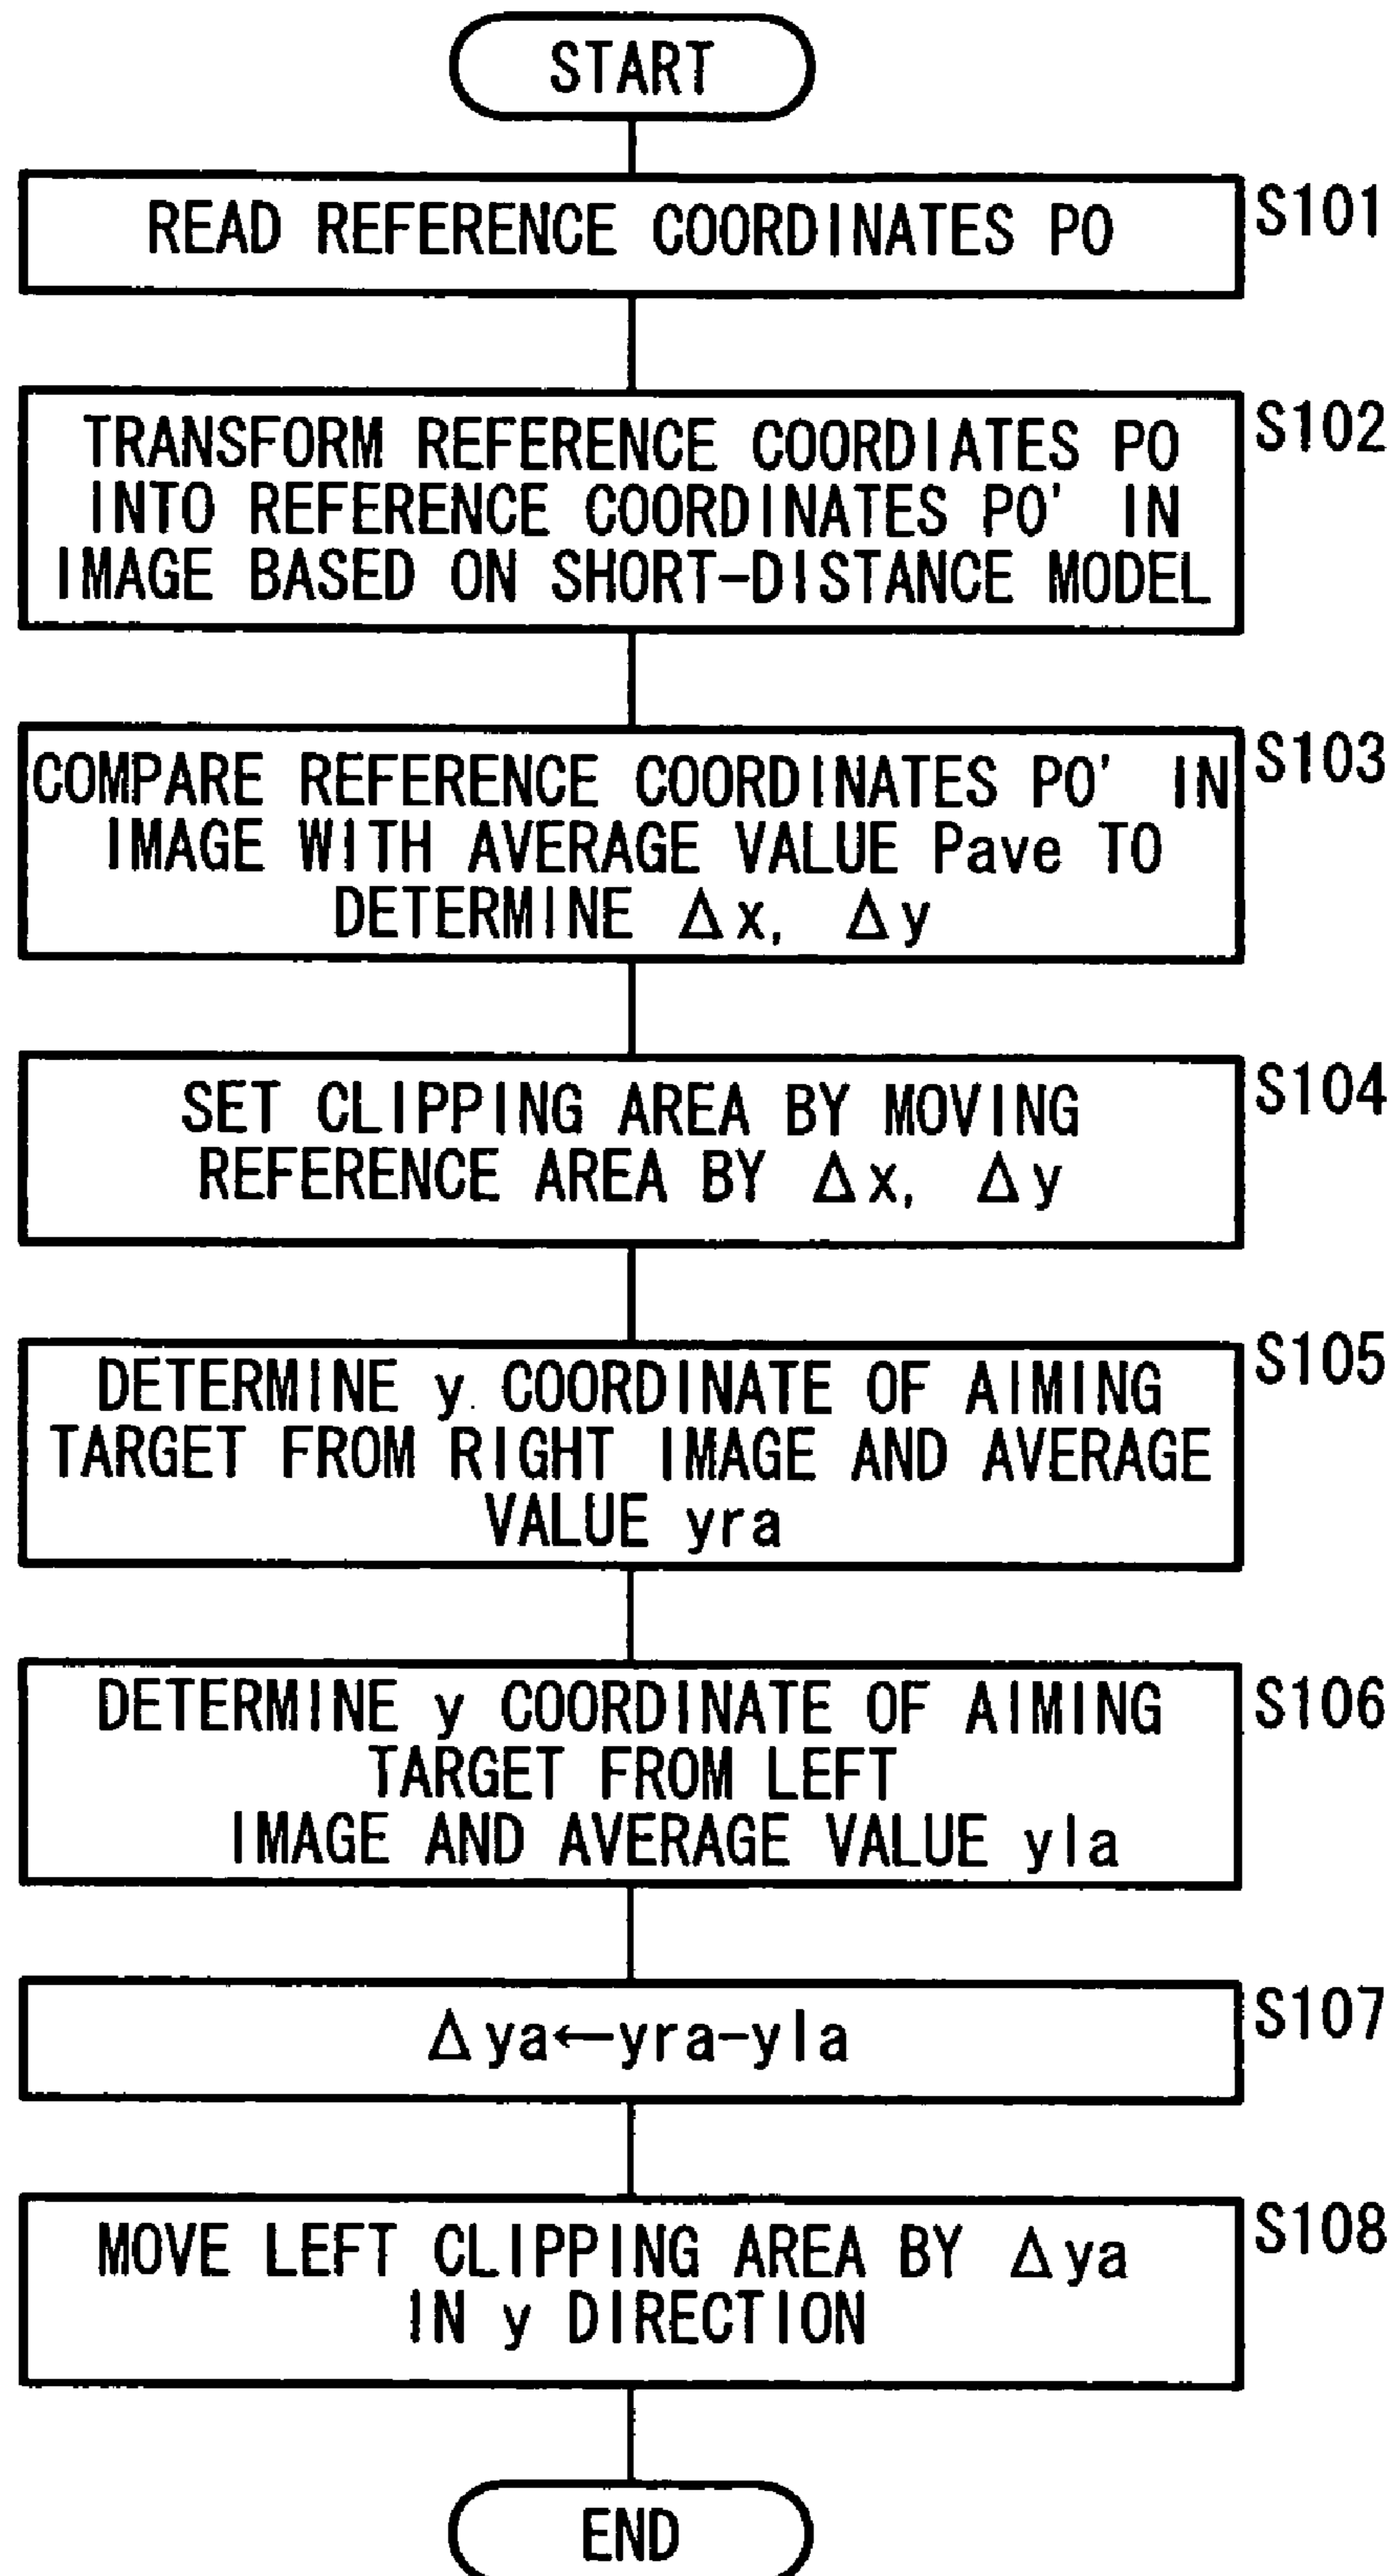 START
READ REFERENCE COORDINATES PO
S101
TRANSFORM REFERENCE COORDIATES PO
INTO REFERENCE COORDINATES PO' IN
IMAGE BASED ON SHORT-DISTANCE MODEL
S102
COMPARE REFERENCE COORDINATES PO' IN
IMAGE WITH AVERAGE VALUE Pave TO
DETERMINE Δx, Δy
S103
SET CLIPPING AREA BY MOVING
REFERENCE AREA BY Δx, Δy
S104
DETERMINE y COORDINATE OF AIMING
TARGET FROM RIGHT IMAGE AND AVERAGE
VALUE yra
S105
DETERMINE y COORDINATE OF AIMING
TARGET FROM LEFT
IMAGE AND AVERAGE VALUE yla
S106
Δya←yra-yla
S107
MOVE LEFT CLIPPING AREA BY Δya
IN y DIRECTION
S108
END